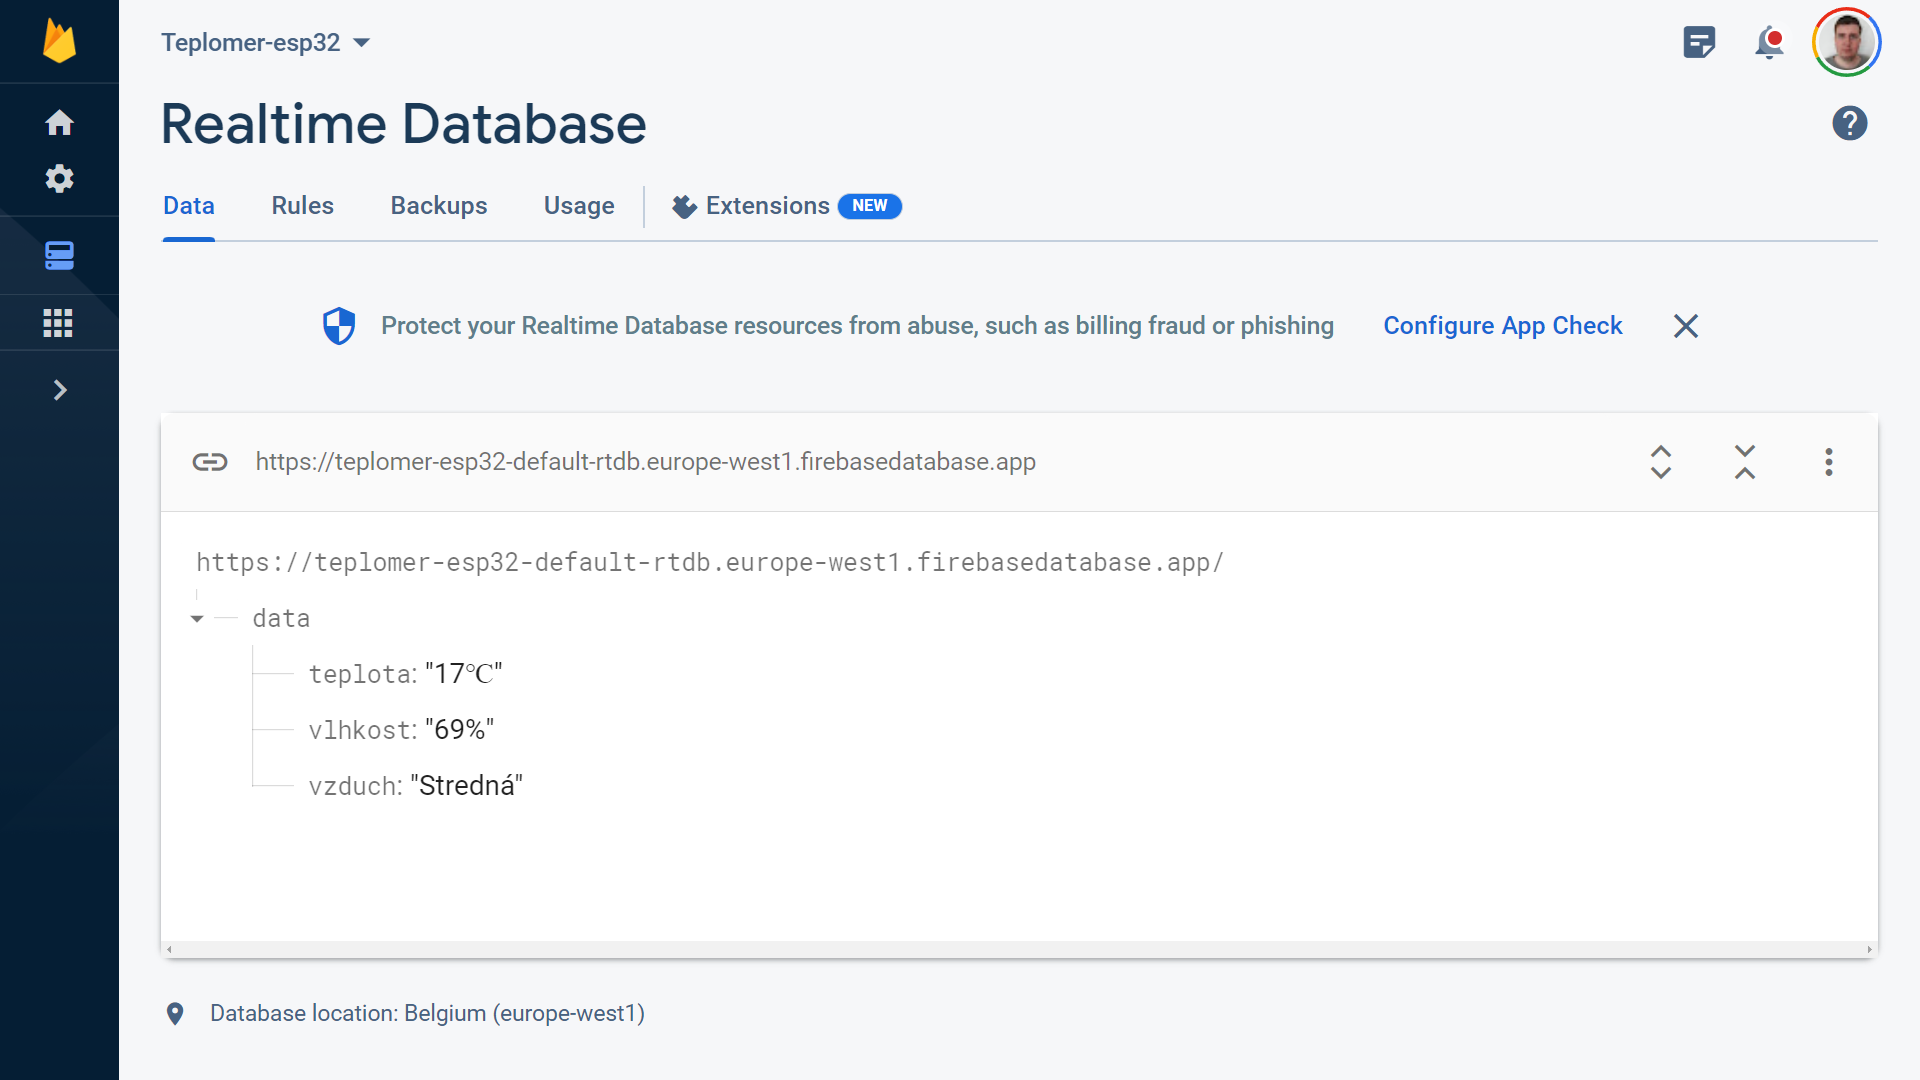 Teplomer-esp32
Realtime Database
Data Rules Backups Usage Extensions NEW
Protect your Realtime Database resources from abuse, such as billing fraud or phishing Configure App Check
https://teplomer-esp32-default-rtdb.europe-west1.firebasedatabase.app
https://teplomer-esp32-default-rtdb.europe-west1.firebasedatabase.app/
data
teplota: "17℃"
vlhkost: "69%"
vzduch: "Stredná"
Database location: Belgium (europe-west1)